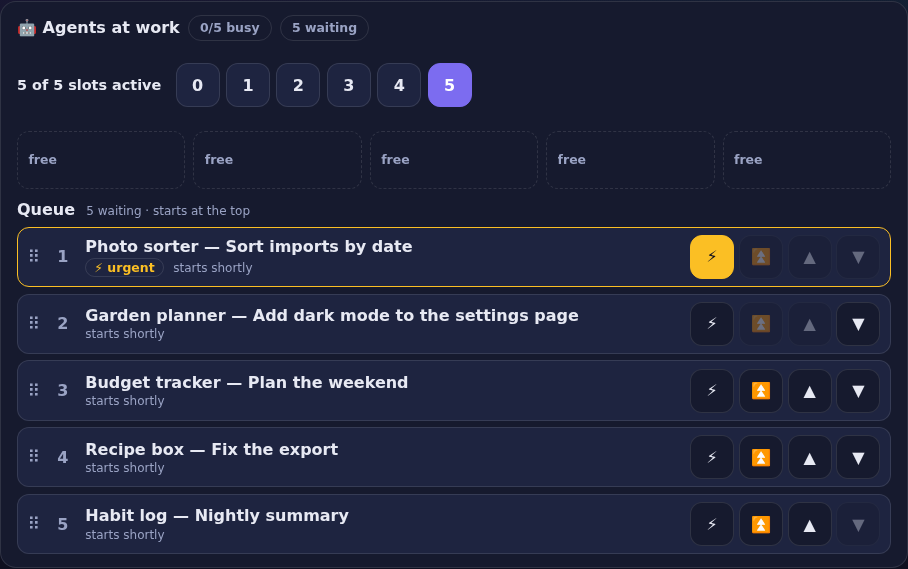 🤖 Agents at work 0/5 busy 5 waiting
5 of 5 slots active 0 1 2 3 4 5
free free free free free
Queue 5 waiting · starts at the top
1 Photo sorter — Sort imports by date
⚡ urgent starts shortly
2 Garden planner — Add dark mode to the settings page
starts shortly
3 Budget tracker — Plan the weekend
starts shortly
4 Recipe box — Fix the export
starts shortly
5 Habit log — Nightly summary
starts shortly